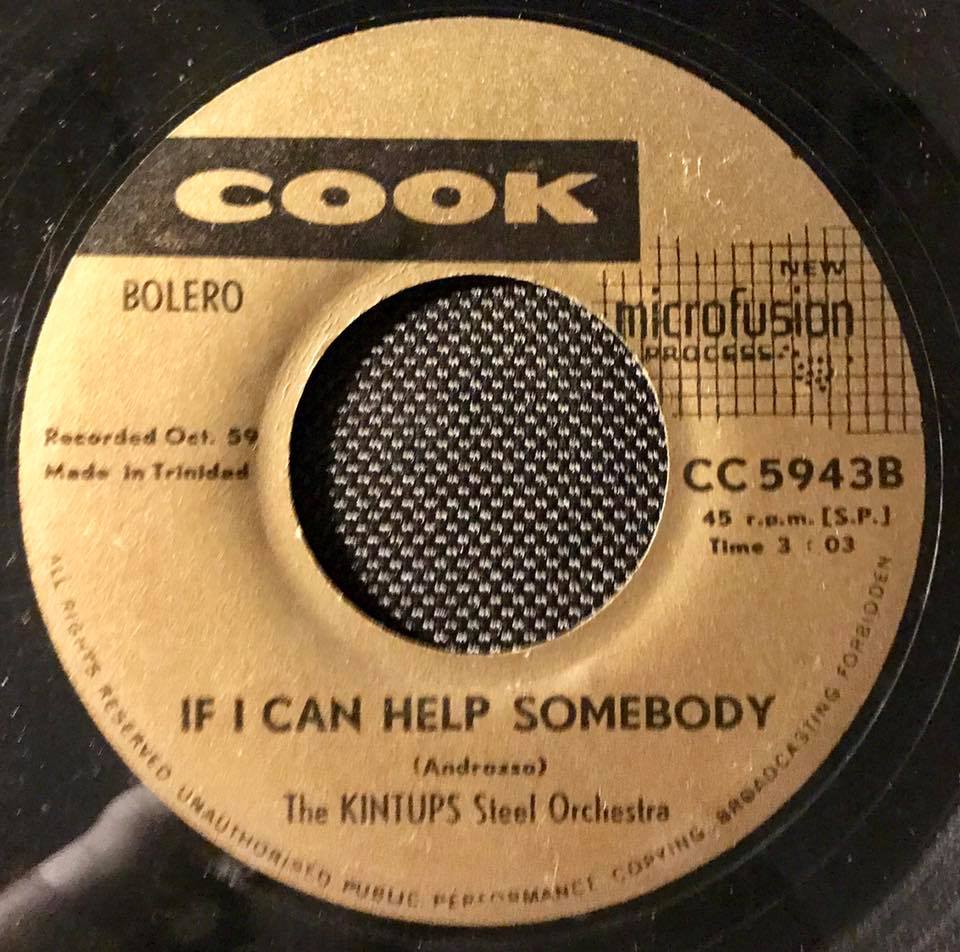 COOK
BOLERO
NEW
microfusion
PROCESS
Recorded Oct. 59
Made in Trinidad
CC 5943B
45 r.p.m. [S.P.]
Time 3 : 03
IF I CAN HELP SOMEBODY
(Androsso)
The KINTUPS Steel Orchestra
ALL RIGHTS RESERVED UNAUTHORISED PUBLIC PERFORMANCE COPYING BROADCASTING FORBIDDEN